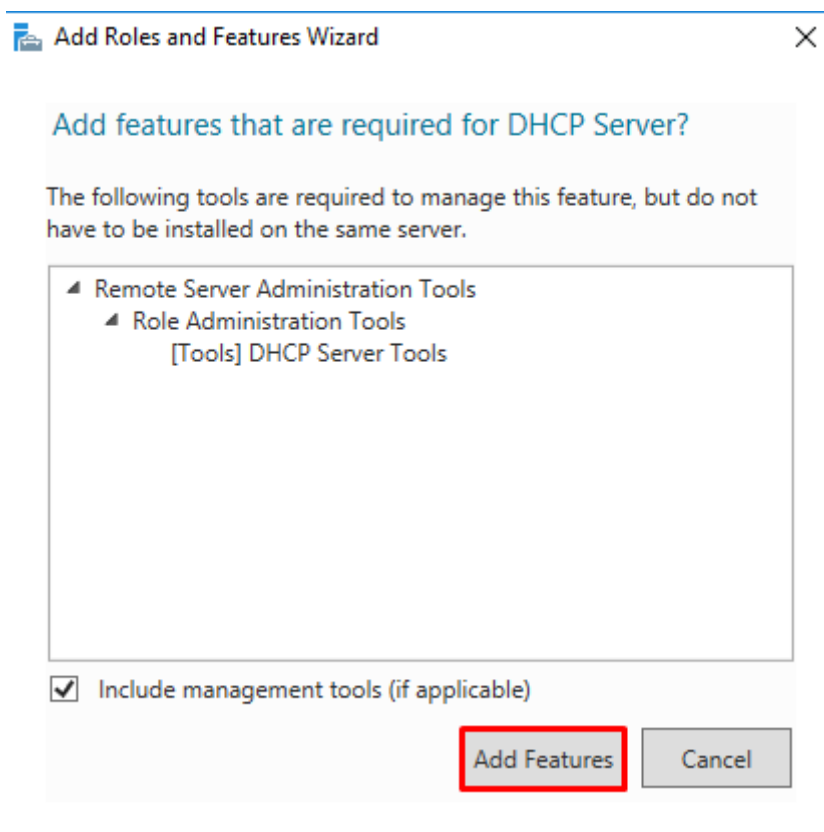 Add Roles and Features Wizard
Add features that are required for DHCP Server?
The following tools are required to manage this feature, but do not
have to be installed on the same server.
Remote Server Administration Tools
Role Administration Tools
[Tools] DHCP Server Tools
Include management tools (if applicable)
Add Features
Cancel